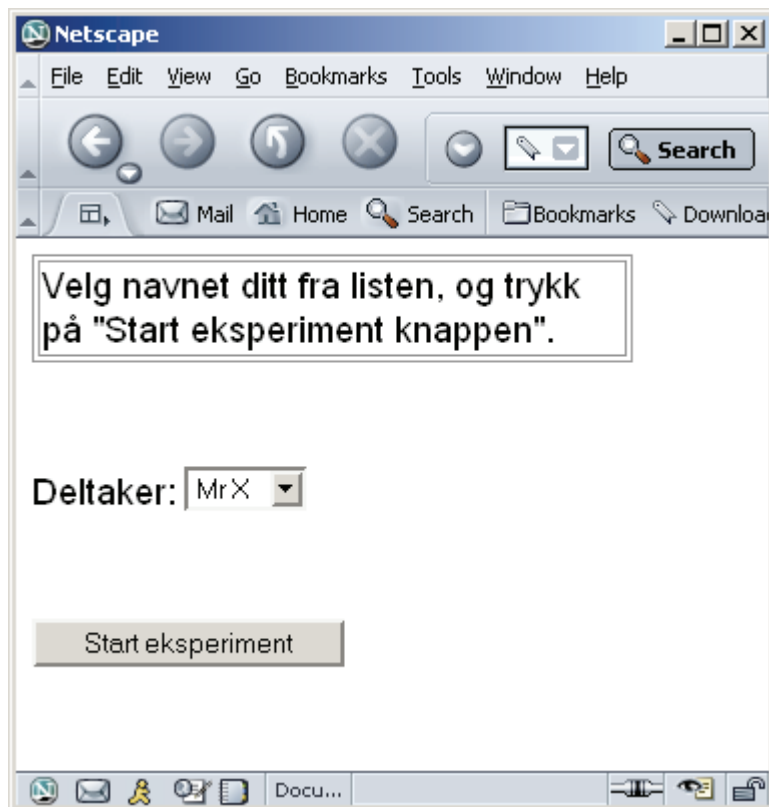 Netscape
File Edit View Go Bookmarks Tools Window Help
Search
Mail Home Search Bookmarks Downloa
Velg navnet ditt fra listen, og trykk
på "Start eksperiment knappen".
Deltaker: MrX
Start eksperiment
Docu...